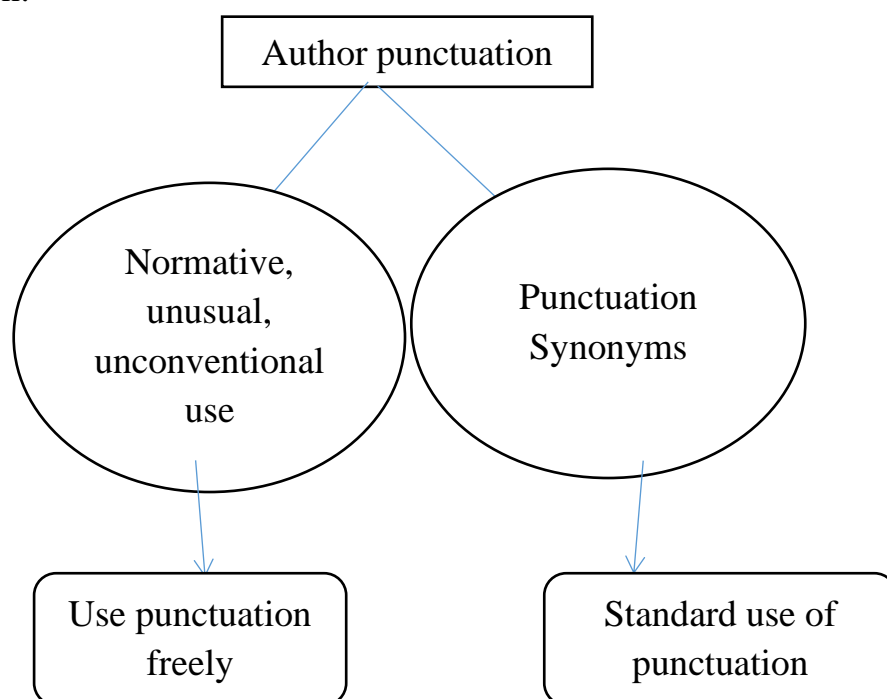 Author punctuation
Normative,
unusual,
unconventional
use
Punctuation
Synonyms
Use punctuation
freely
Standard use of
punctuation